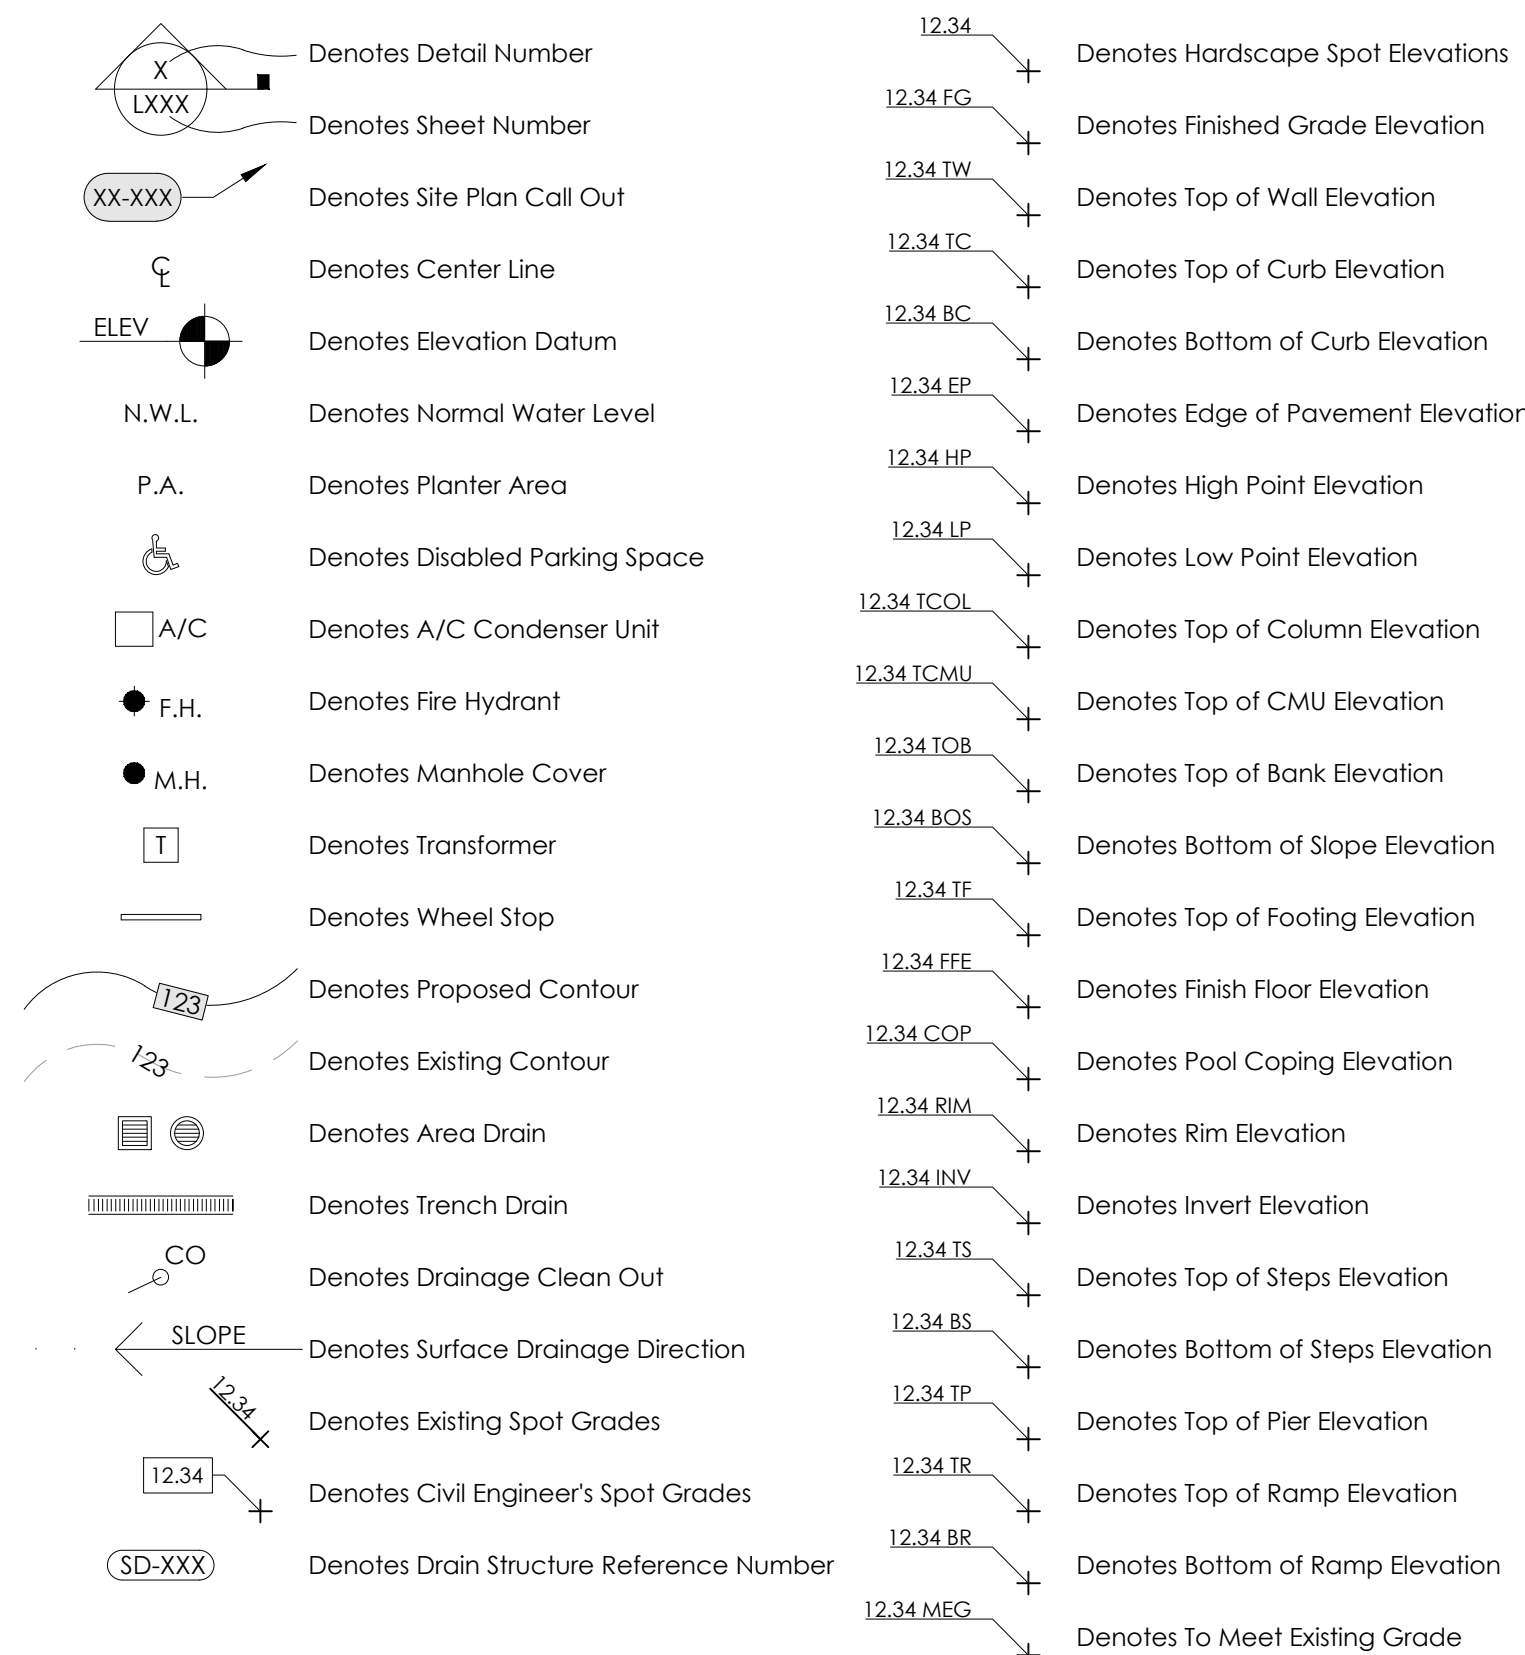 X
Denotes Detail Number
LXXX
Denotes Sheet Number
XX-XXX
Denotes Site Plan Call Out
℄
Denotes Center Line
ELEV
Denotes Elevation Datum
N.W.L.
Denotes Normal Water Level
P.A.
Denotes Planter Area
Denotes Disabled Parking Space
A/C
Denotes A/C Condenser Unit
F.H.
Denotes Fire Hydrant
M.H.
Denotes Manhole Cover
T
Denotes Transformer
Denotes Wheel Stop
123
Denotes Proposed Contour
123
Denotes Existing Contour
Denotes Area Drain
Denotes Trench Drain
CO
Denotes Drainage Clean Out
SLOPE
Denotes Surface Drainage Direction
12.34
Denotes Existing Spot Grades
12.34
Denotes Civil Engineer's Spot Grades
SD-XXX
Denotes Drain Structure Reference Number
12.34
Denotes Hardscape Spot Elevations
12.34 FG
Denotes Finished Grade Elevation
12.34 TW
Denotes Top of Wall Elevation
12.34 TC
Denotes Top of Curb Elevation
12.34 BC
Denotes Bottom of Curb Elevation
12.34 EP
Denotes Edge of Pavement Elevation
12.34 HP
Denotes High Point Elevation
12.34 LP
Denotes Low Point Elevation
12.34 TCOL
Denotes Top of Column Elevation
12.34 TCMU
Denotes Top of CMU Elevation
12.34 TOB
Denotes Top of Bank Elevation
12.34 BOS
Denotes Bottom of Slope Elevation
12.34 TF
Denotes Top of Footing Elevation
12.34 FFE
Denotes Finish Floor Elevation
12.34 COP
Denotes Pool Coping Elevation
12.34 RIM
Denotes Rim Elevation
12.34 INV
Denotes Invert Elevation
12.34 TS
Denotes Top of Steps Elevation
12.34 BS
Denotes Bottom of Steps Elevation
12.34 TP
Denotes Top of Pier Elevation
12.34 TR
Denotes Top of Ramp Elevation
12.34 BR
Denotes Bottom of Ramp Elevation
12.34 MEG
Denotes To Meet Existing Grade